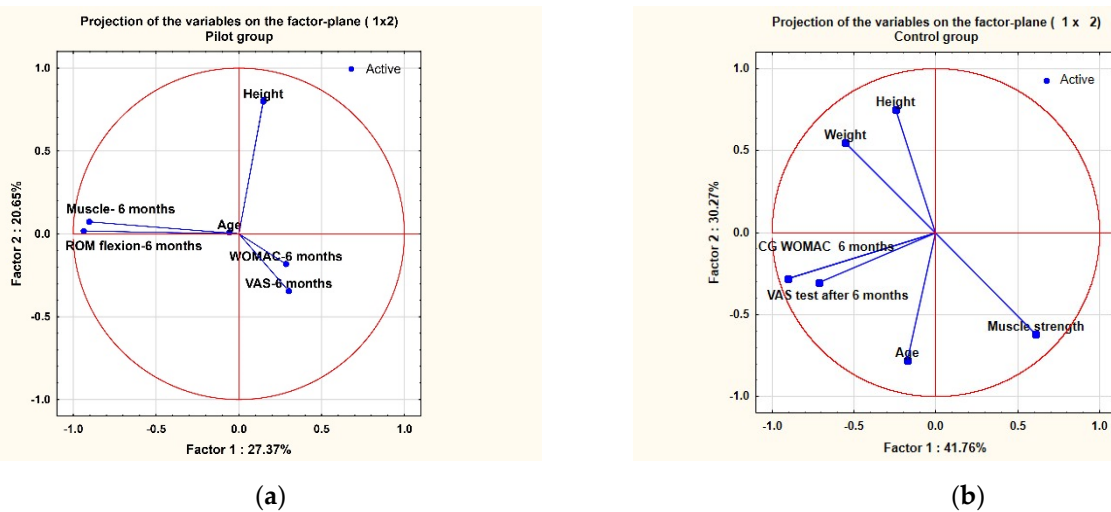 Projection of the variables on the factor-plane ( 1x2)
Pilot group
Active
1.0
Height
0.5
Muscle- 6 months
Age
0.0
ROM flexion-6 months
WOMAC-6 months
VAS-6 months
-0.5
-1.0
Factor 2 : 20.65%
-1.0
-0.5
0.0
0.5
1.0
Factor 1 : 27.37%
(a)
Projection of the variables on the factor-plane ( 1 x 2)
Control group
Active
1.0
Height
Weight
0.5
0.0
CG WOMAC 6 months
VAS test after 6 months
Muscle strength
-0.5
Age
-1.0
Factor 2 : 30.27%
-1.0
-0.5
0.0
0.5
1.0
Factor 1 : 41.76%
(b)